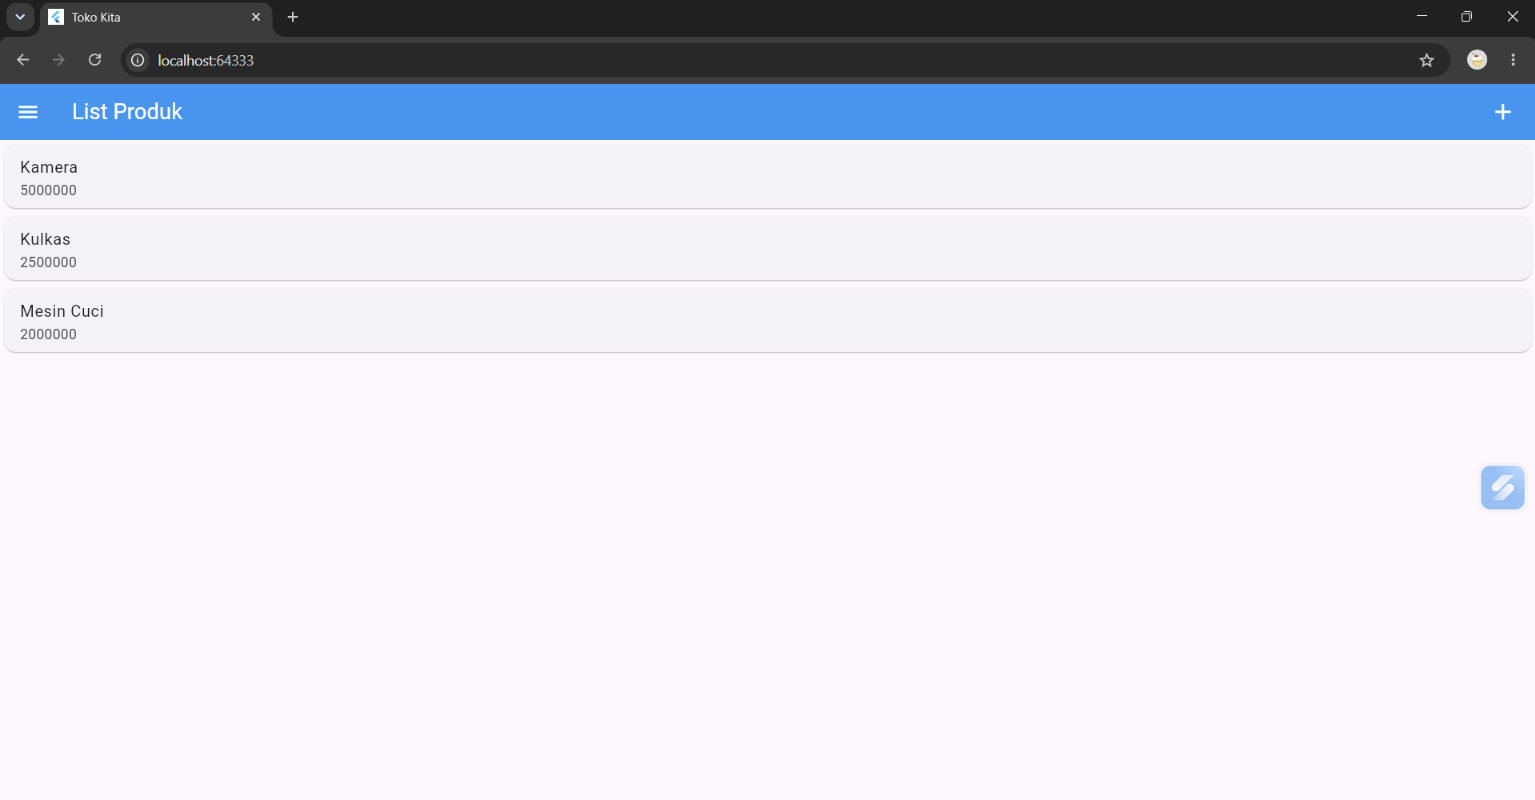 Toko Kita
localhost:64333
List Produk
Kamera
5000000
Kulkas
2500000
Mesin Cuci
2000000